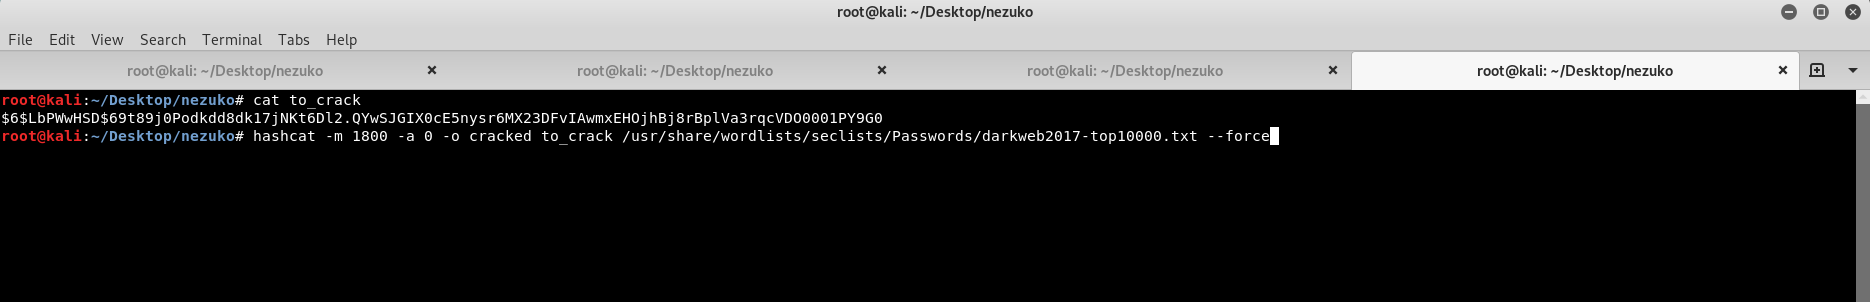 root@kali: ~/Desktop/nezuko
File Edit View Search Terminal Tabs Help
root@kali: ~/Desktop/nezuko root@kali: ~/Desktop/nezuko root@kali: ~/Desktop/nezuko root@kali: ~/Desktop/nezuko
root@kali:~/Desktop/nezuko# cat to_crack
$6$LbPWwHSD$69t89j0Podkdd8dk17jNKt6Dl2.QYwSJGIX0cE5nysr6MX23DFvIAwmxEHOjhBj8rBplVa3rqcVDO0001PY9G0
root@kali:~/Desktop/nezuko# hashcat -m 1800 -a 0 -o cracked to_crack /usr/share/wordlists/seclists/Passwords/darkweb2017-top10000.txt --force